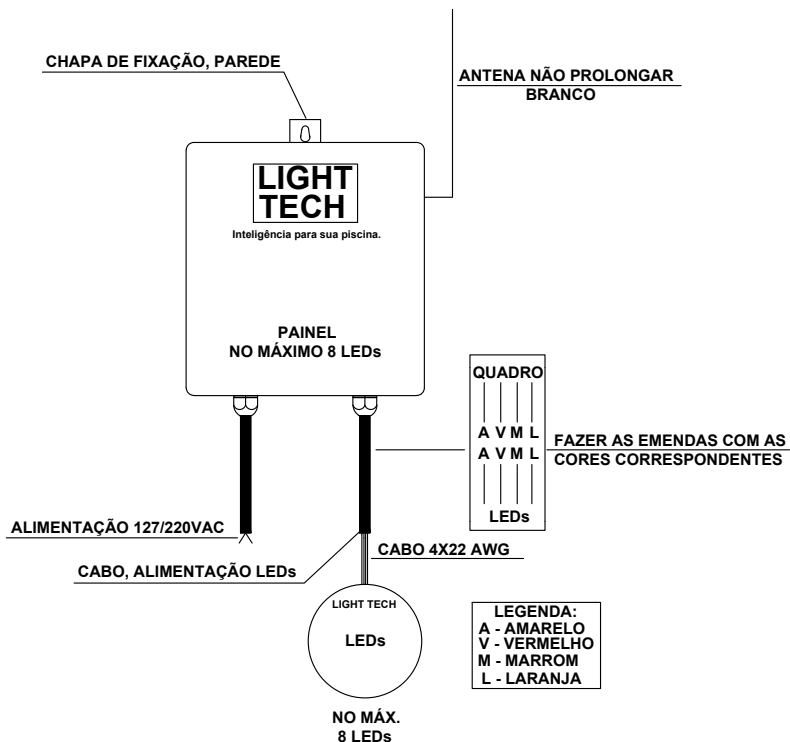 CHAPA DE FIXAÇÃO, PAREDE
ANTENA NÃO PROLONGAR
BRANCO
LIGHT
TECH
Inteligência para sua piscina.
PAINEL
NO MÁXIMO 8 LEDs
QUADRO
A V M L
A V M L
LEDs
FAZER AS EMENDAS COM AS
CORES CORRESPONDENTES
ALIMENTAÇÃO 127/220VAC
CABO 4X22 AWG
CABO, ALIMENTAÇÃO LEDs
LIGHT TECH
LEDs
NO MÁX.
8 LEDs
LEGENDA:
A - AMARELO
V - VERMELHO
M - MARROM
L - LARANJA